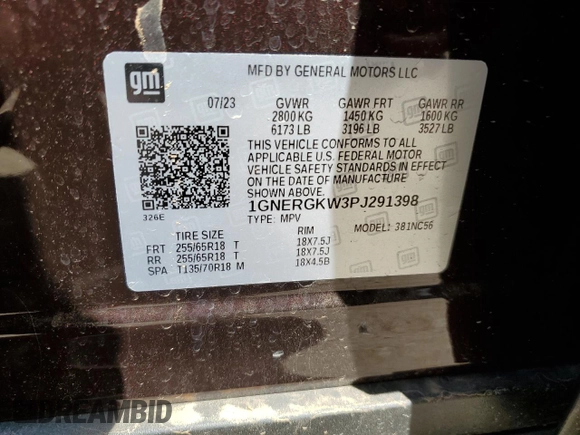 gm
MFD BY GENERAL MOTORS LLC
07/23 GVWR GAWR FRT GAWR RR
2800 KG 1450 KG 1600 KG
6173 LB 3196 LB 3527 LB
THIS VEHICLE CONFORMS TO ALL
APPLICABLE U.S. FEDERAL MOTOR
VEHICLE SAFETY STANDARDS IN EFFECT
ON THE DATE OF MANUFACTURE
SHOWN ABOVE.
1GNERGKW3PJ291398
326E
TYPE: MPV MODEL: 381NC56
TIRE SIZE RIM
FRT 255/65R18 T 18X7.5J
RR 255/65R18 T 18X7.5J
SPA T135/70R18 M 18X4.5B
DREAMBID